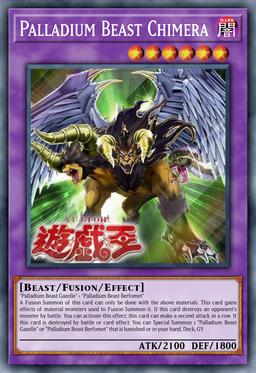 PALLADIUM BEAST CHIMERA
DARK
闇
YU-GI-OH!
遊戯王
[BEAST/FUSION/EFFECT]
"Palladium Beast Gazelle" + "Palladium Beast Berfomet"
A Fusion Summon of this card can only be done with the above materials. This card gains
effects of material monsters used to Fusion Summon it. If this card destroys an opponent's
monster by battle: You can activate this effect; this card can make a second attack in a row. If
this card is destroyed by battle or card effect: You can Special Summon 1 "Palladium Beast
Gazelle" or "Palladium Beast Berfomet" that is banished or in your hand, Deck, GY.
ATK/2100 DEF/1800